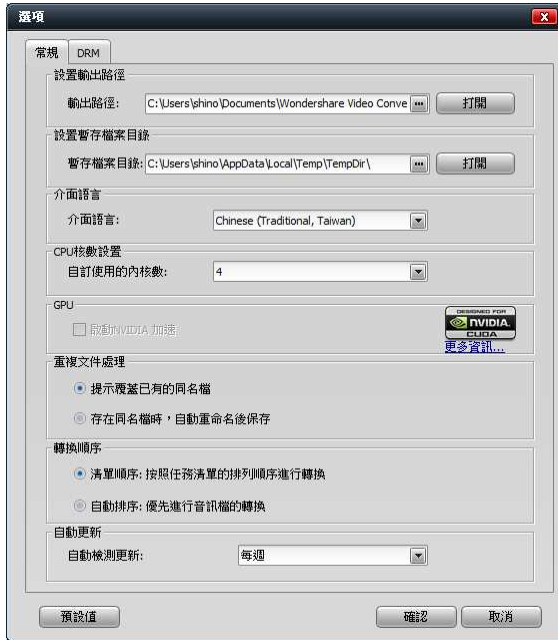 選項
常規 DRM
設置輸出路徑
輸出路徑: C:\Users\shino\Documents\Wondershare Video Conve ... 打開
設置暫存檔案目錄
暫存檔案目錄: C:\Users\shino\AppData\Local\Temp\TempDir\ ... 打開
介面語言
介面語言: Chinese (Traditional, Taiwan)
CPU核數設置
自訂使用的內核數: 4
GPU
啟動NVIDIA 加速
DESIGNED FOR
NVIDIA.
CUDA
更多資訊...
重複文件處理
提示覆蓋已有的同名檔
存在同名檔時，自動重命名後保存
轉換順序
清單順序: 按照任務清單的排列順序進行轉換
自動排序: 優先進行音訊檔的轉換
自動更新
自動檢測更新: 每週
預設值 確認 取消